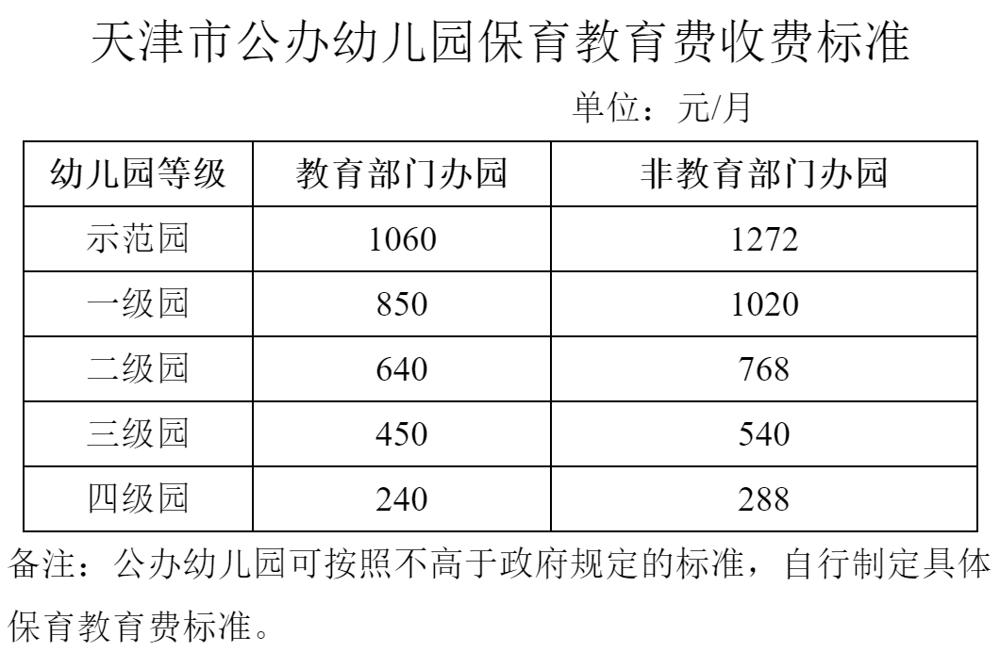 天津市公办幼儿园保育教育费收费标准
单位：元/月
幼儿园等级 教育部门办园 非教育部门办园
示范园 1060 1272
一级园 850 1020
二级园 640 768
三级园 450 540
四级园 240 288
备注：公办幼儿园可按照不高于政府规定的标准，自行制定具体
保育教育费标准。